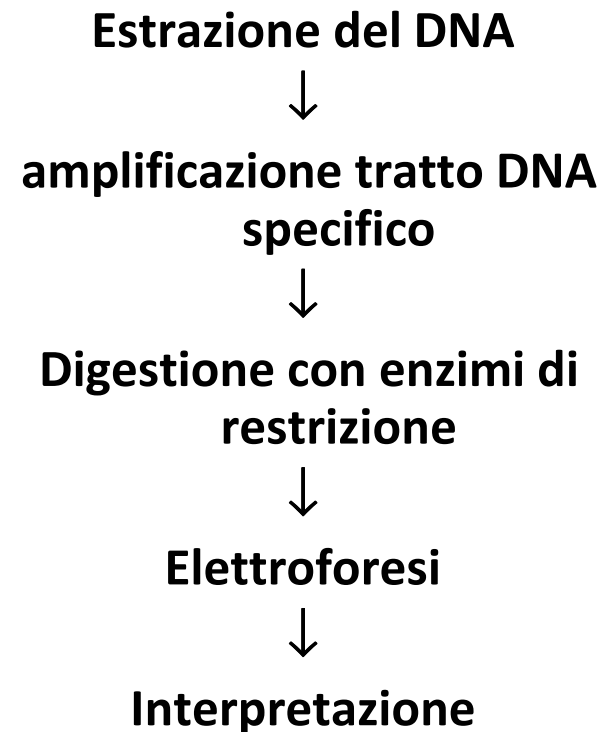 Estrazione del DNA
↓
amplificazione tratto DNA
specifico
↓
Digestione con enzimi di
restrizione
↓
Elettroforesi
↓
Interpretazione